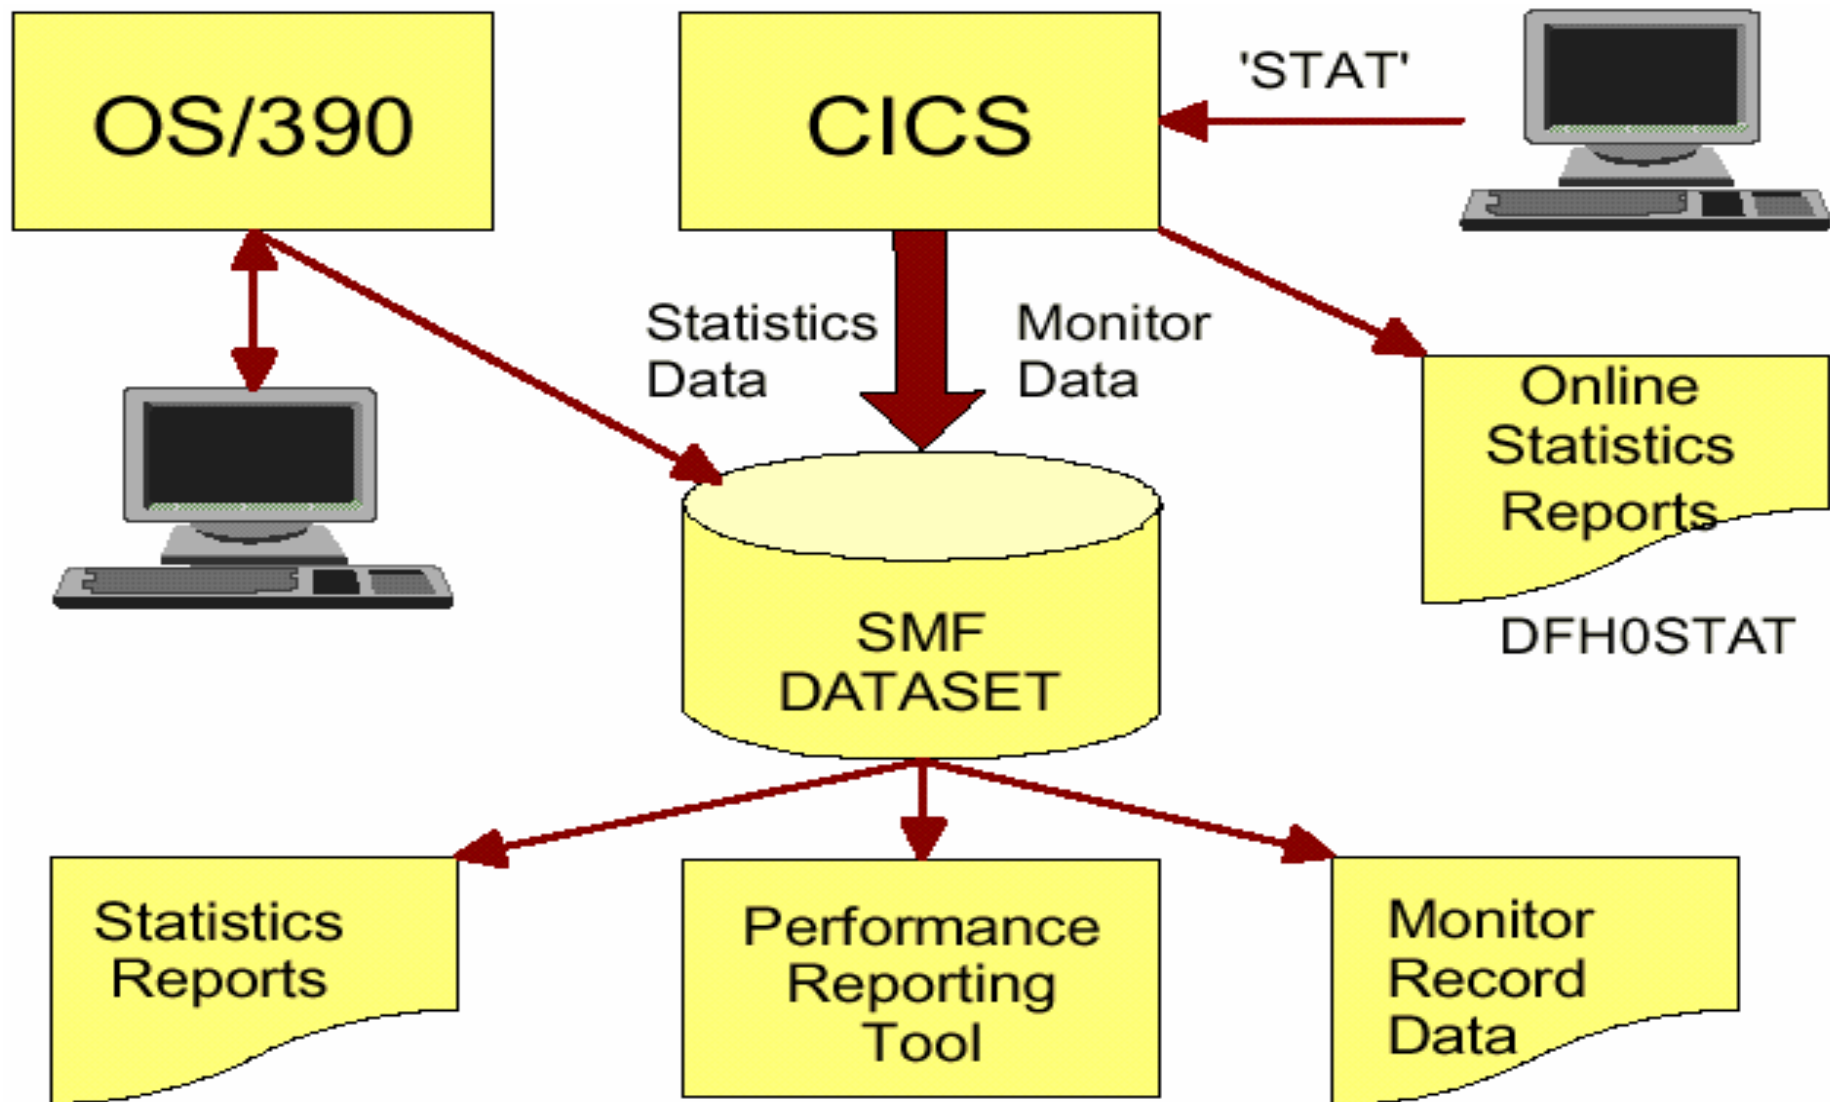 OS/390
CICS
'STAT'
Statistics
Data
Monitor
Data
Online
Statistics
Reports
DFH0STAT
SMF
DATASET
Statistics
Reports
Performance
Reporting
Tool
Monitor
Record
Data